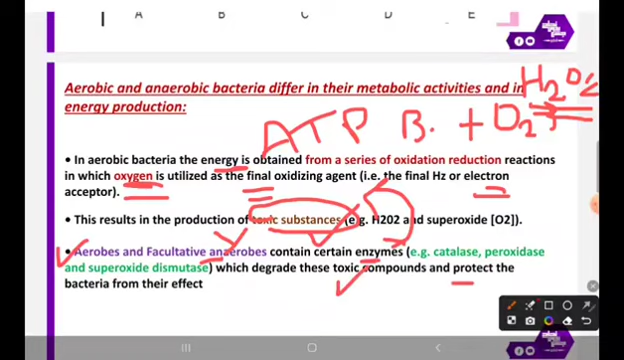 A B C D E
Aerobic and anaerobic bacteria differ in their metabolic activities and in
energy production:
H2O2
ATP B. + O2
• In aerobic bacteria the energy is obtained from a series of oxidation reduction reactions
in which oxygen is utilized as the final oxidizing agent (i.e. the final Hz or electron
acceptor).
• This results in the production of toxic substances (e.g. H202 and superoxide [O2]).
• Aerobes and Facultative anaerobes contain certain enzymes (e.g. catalase, peroxidase
and superoxide dismutase) which degrade these toxic compounds and protect the
bacteria from their effect